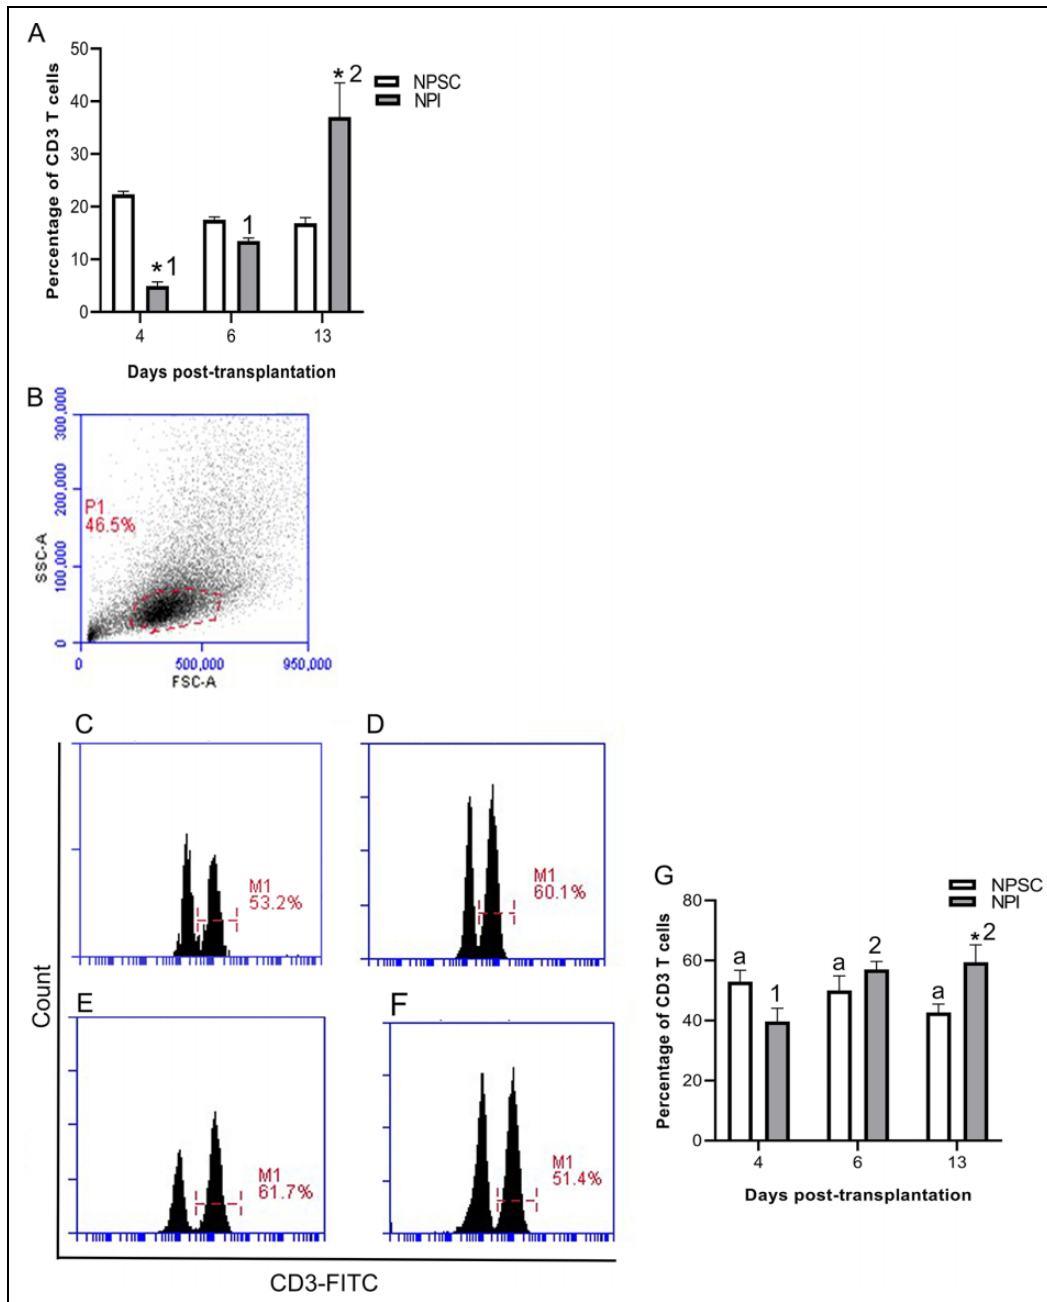 A
50
40
30
20
10
0
Percentage of CD3 T cells
*1
1
*2
NPSC
NPI
4 6 13
Days post-transplantation
B
300,000
200,000
100,000
0
SSC-A
P1
46.5%
0 500,000 950,000
FSC-A
C
M1
53.2%
D
M1
60.1%
E
M1
61.7%
F
M1
51.4%
Count
CD3-FITC
G
NPSC
NPI
80
60
40
20
0
Percentage of CD3 T cells
a
1
a
2
a
*2
4 6 13
Days post-transplantation